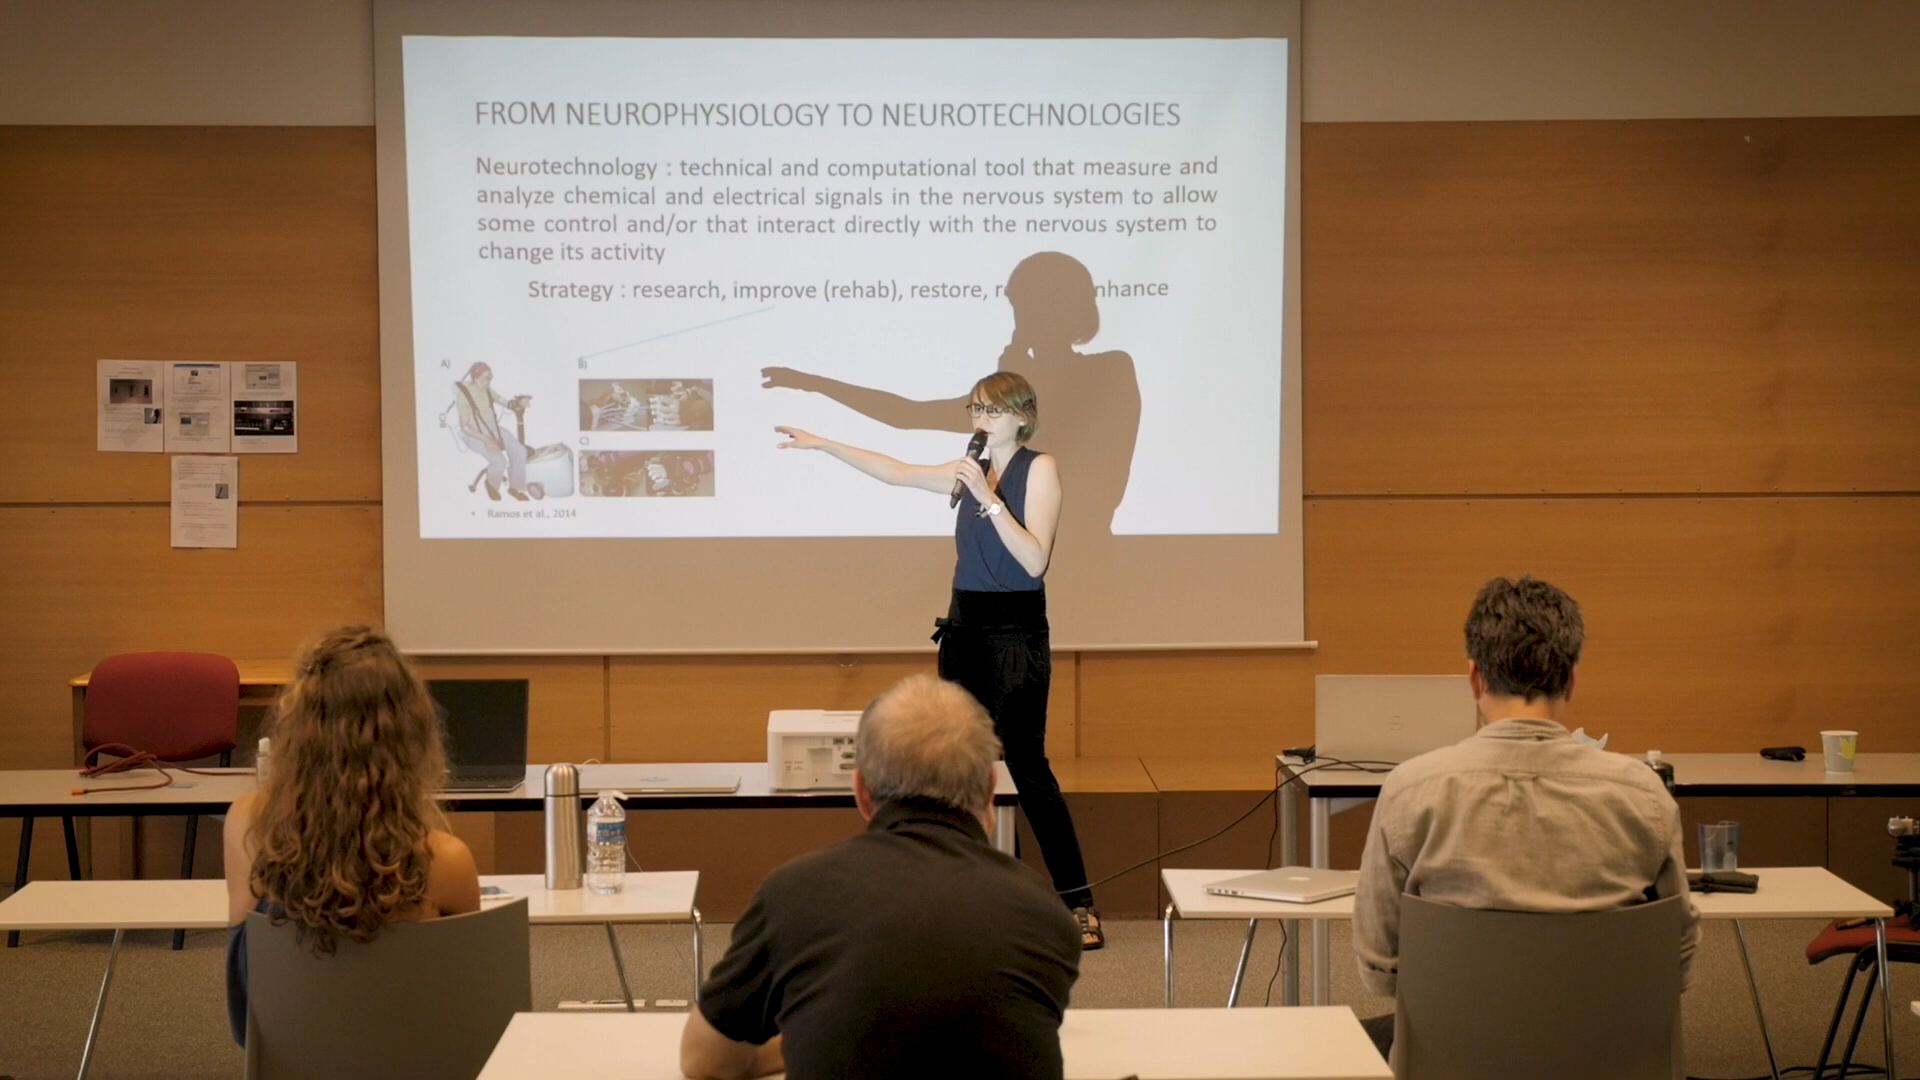 FROM NEUROPHYSIOLOGY TO NEUROTECHNOLOGIES
Neurotechnology : technical and computational tool that measure and
analyze chemical and electrical signals in the nervous system to allow
some control and/or that interact directly with the nervous system to
change its activity
Strategy : research, improve (rehab), restore, nhance
A)
B)
C)
• Ramos et al., 2014